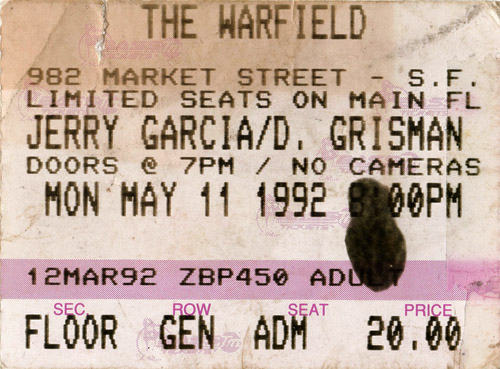 THE WARFIELD
982 MARKET STREET - S.F.
LIMITED SEATS ON MAIN FL
JERRY GARCIA/D. GRISMAN
DOORS @ 7PM / NO CAMERAS
MON MAY 11 1992 8:00PM
12MAR92 ZBP450 ADULT
SEC ROW SEAT PRICE
FLOOR GEN ADM 20.00